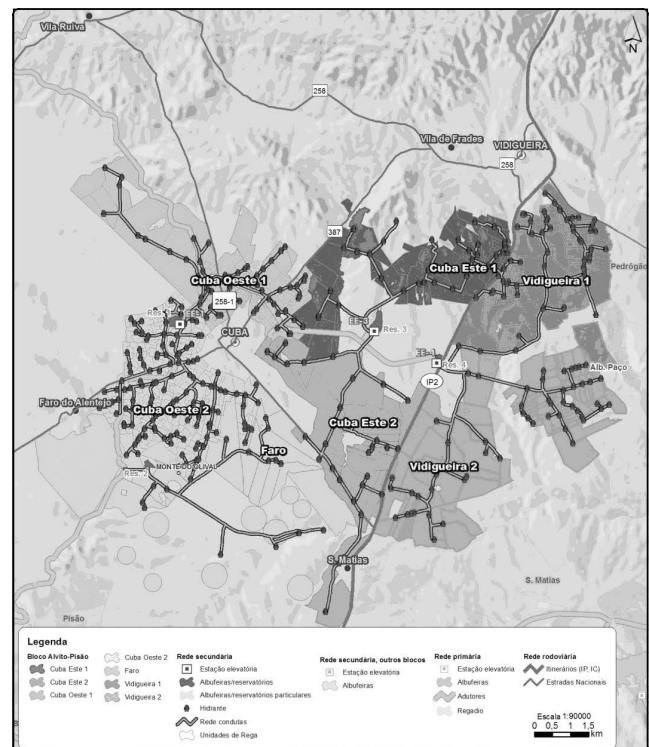 Vila Ruiva
N
258
Vila de Frades
VIDIGUEIRA
258
387
Pedrógão
Cuba Oeste 1
Cuba Este 1
Vidigueira 1
258-1
CUBA
EE-3
Res. 3
EE-4
Res. 4
IP2
Alb. Paço
Faro do Alentejo
Cuba Oeste 2
Cuba Este 2
Faro
MONTE DO OLIVAL
Vidigueira 2
S. Matias
S. Matias
Pisão
Legenda
Bloco Alvito-Pisão
Cuba Este 1
Cuba Este 2
Cuba Oeste 1
Cuba Oeste 2
Faro
Vidigueira 1
Vidigueira 2
Rede secundária
Estação elevatória
Albufeiras/reservatórios
Albufeiras/reservatórios particulares
Hidrante
Rede condutas
Unidades de Rega
Rede secundária, outros blocos
Estação elevatória
Albufeiras
Rede primária
Estação elevatória
Albufeiras
Adutores
Regadio
Rede rodoviária
Itinerários (IP, IC)
Estradas Nacionais
Escala 1:90000
0 0,5 1 1,5
km